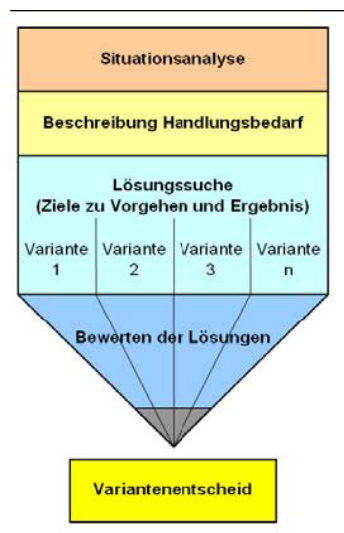 Situationsanalyse
Beschreibung Handlungsbedarf
Lösungssuche
(Ziele zu Vorgehen und Ergebnis)
Variante 1
Variante 2
Variante 3
Variante n
Bewerten der Lösungen
Variantenentscheid